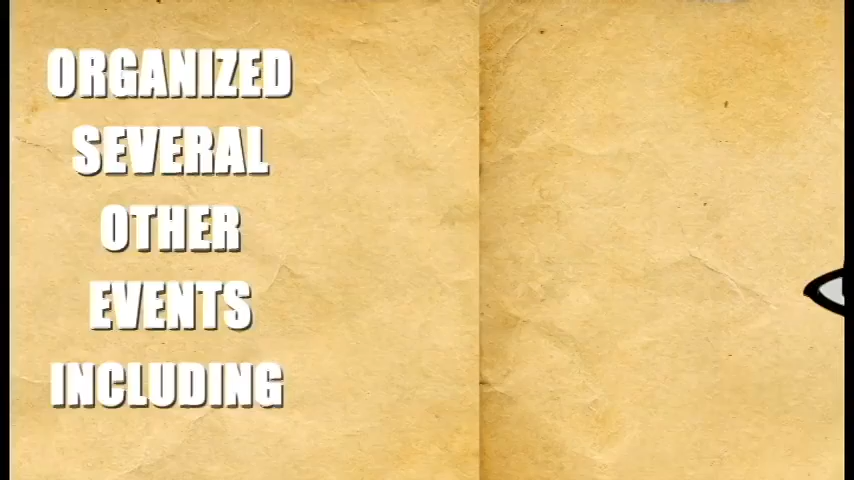 ORGANIZED
SEVERAL
OTHER
EVENTS
INCLUDING